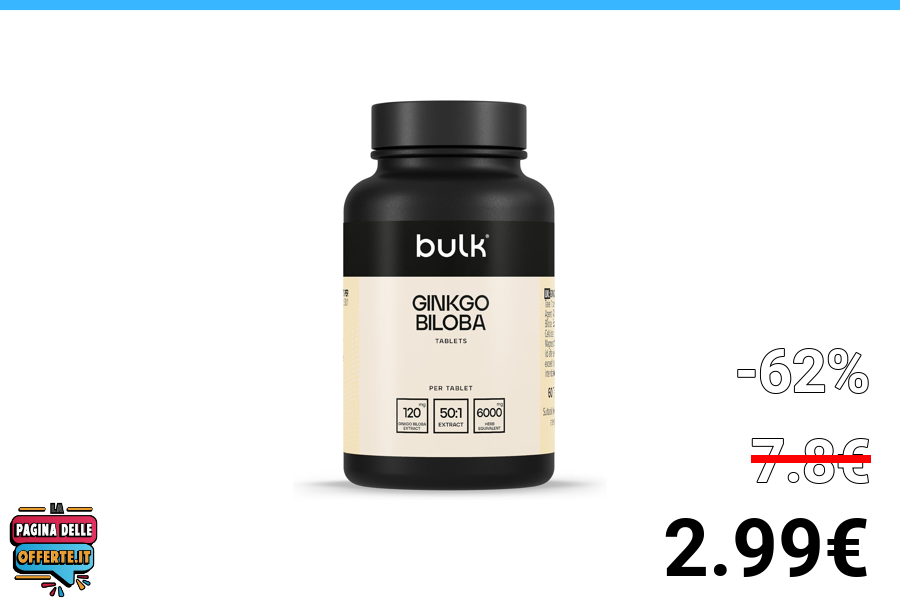 bulk®
GINKGO
BILOBA
TABLETS
PER TABLET
120 mg
GINKGO BILOBA
EXTRACT
50:1
EXTRACT
6000 mg
HERB
EQUIVALENT
-62%
7.8€
2.99€
LA
PAGINA DELLE
OFFERTE.IT